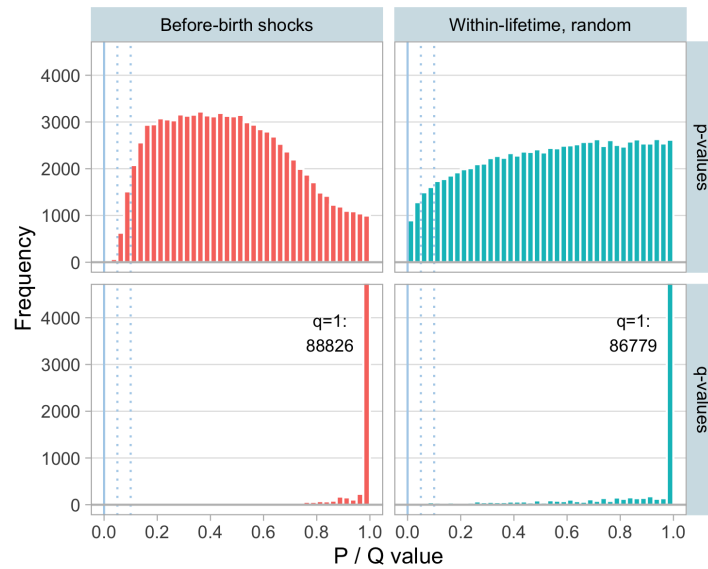 Before-birth shocks
Within-lifetime, random
4000
3000
2000
1000
0
p-values
Frequency
4000
3000
2000
1000
0
q=1:
88826
q=1:
86779
q-values
0.0 0.2 0.4 0.6 0.8 1.0
0.0 0.2 0.4 0.6 0.8 1.0
P / Q value